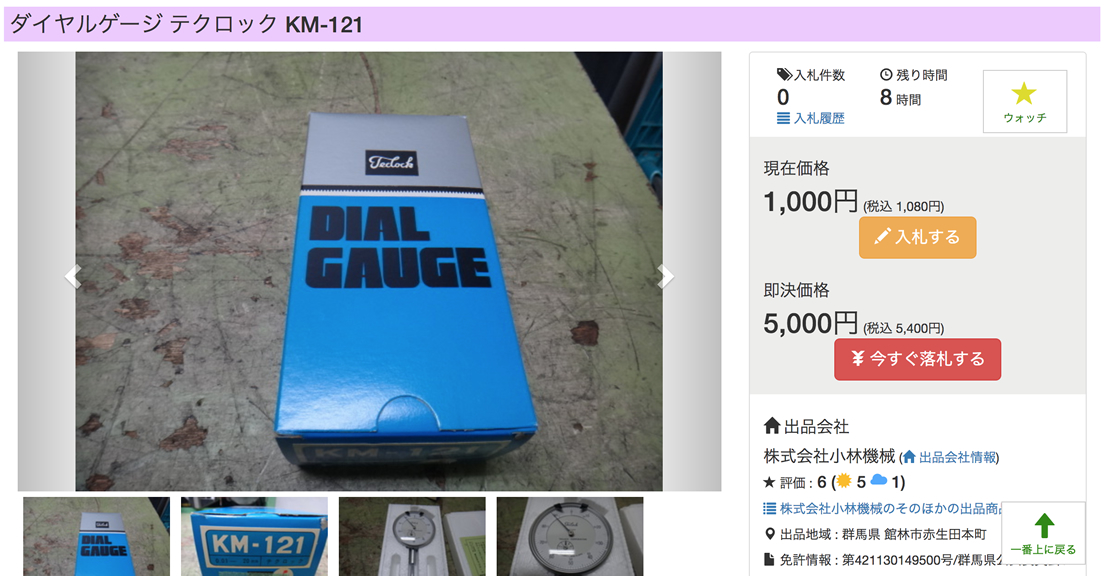 ダイヤルゲージ テクロック KM-121
入札件数
0
入札履歴
残り時間
8 時間
ウォッチ
Teclock
DIAL
GAUGE
KM-121
現在価格
1,000円 (税込 1,080円)
入札する
即決価格
5,000円 (税込 5,400円)
今すぐ落札する
出品会社
株式会社小林機械 (出品会社情報)
評価 : 6 (5 1)
株式会社小林機械のそのほかの出品商品
出品地域 : 群馬県 館林市赤生田本町
免許情報 : 第421130149500号/群馬県公
一番上に戻る
DIAL
GAUGE
KM-121